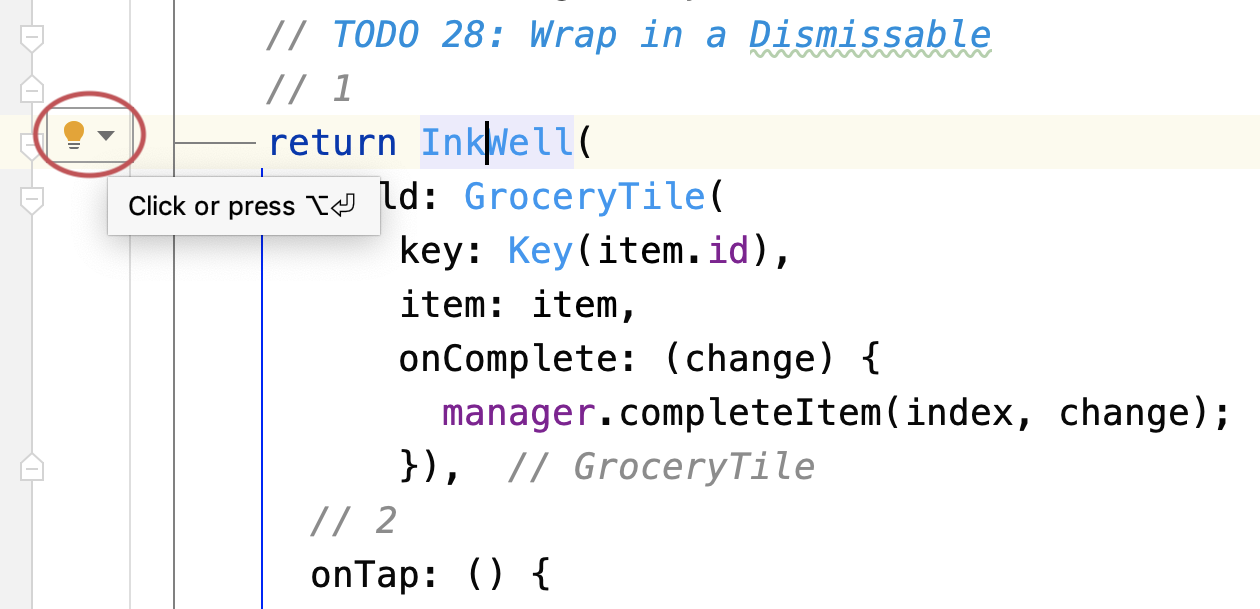 // TODO 28: Wrap in a Dismissable
// 1
return InkWell(
ld: GroceryTile(
Click or press ⌥⏎
key: Key(item.id),
item: item,
onComplete: (change) {
manager.completeItem(index, change);
}), // GroceryTile
// 2
onTap: () {